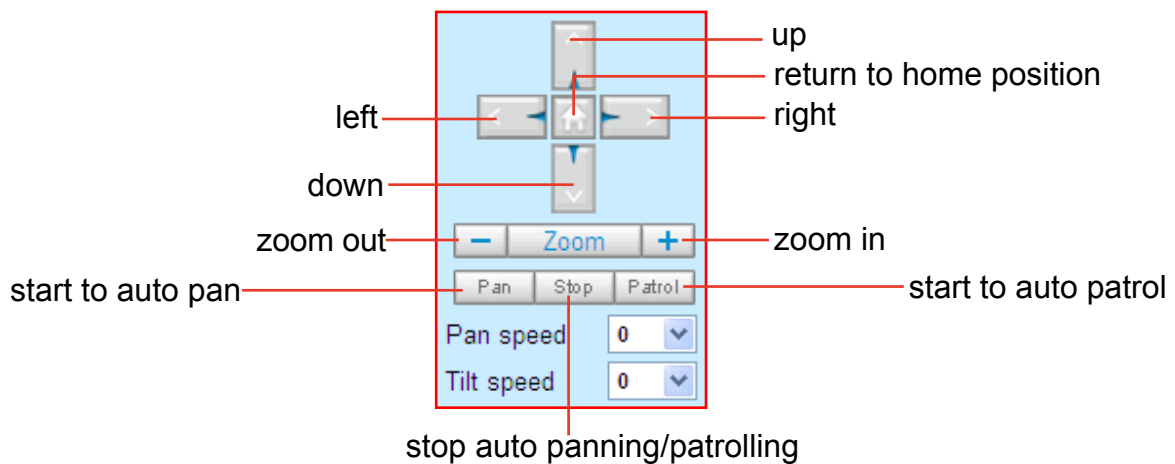 up
return to home position
left
right
down
zoom out
Zoom
zoom in
start to auto pan
Pan
Stop
Patrol
start to auto patrol
Pan speed 0
Tilt speed 0
stop auto panning/patrolling